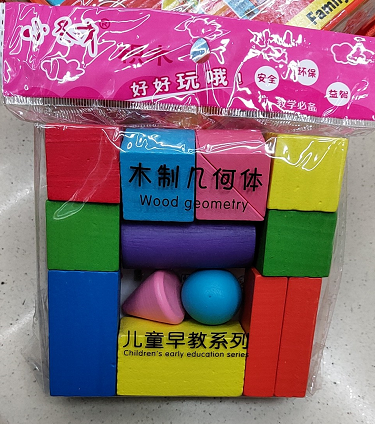 Family
好好玩哦!
安全
环保
益智
教学必备
木制几何体
Wood geometry
儿童早教系列
Children's early education series